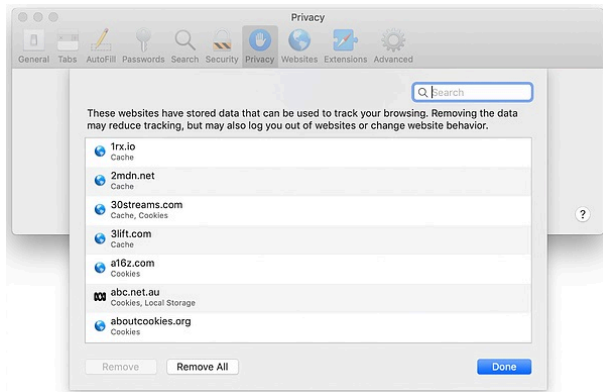 Privacy
General Tabs AutoFill Passwords Search Security Privacy Websites Extensions Advanced
Search
These websites have stored data that can be used to track your browsing. Removing the data
may reduce tracking, but may also log you out of websites or change website behavior.
1rx.io
Cache
2mdn.net
Cache
30streams.com
Cache, Cookies
3lift.com
Cache
a16z.com
Cookies
abc.net.au
Cookies, Local Storage
aboutcookies.org
Cookies
?
Remove Remove All Done